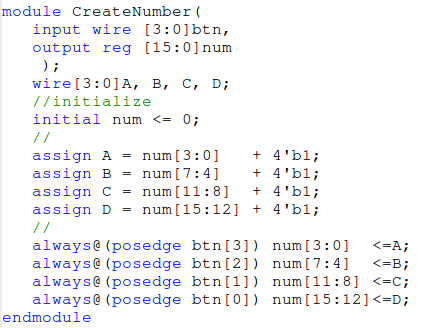 module CreateNumber(
input wire [3:0]btn,
output reg [15:0]num
);
wire[3:0]A, B, C, D;
//initialize
initial num <= 0;
//
assign A = num[3:0] + 4'b1;
assign B = num[7:4] + 4'b1;
assign C = num[11:8] + 4'b1;
assign D = num[15:12] + 4'b1;
//
always@(posedge btn[3]) num[3:0] <=A;
always@(posedge btn[2]) num[7:4] <=B;
always@(posedge btn[1]) num[11:8] <=C;
always@(posedge btn[0]) num[15:12]<=D;
endmodule